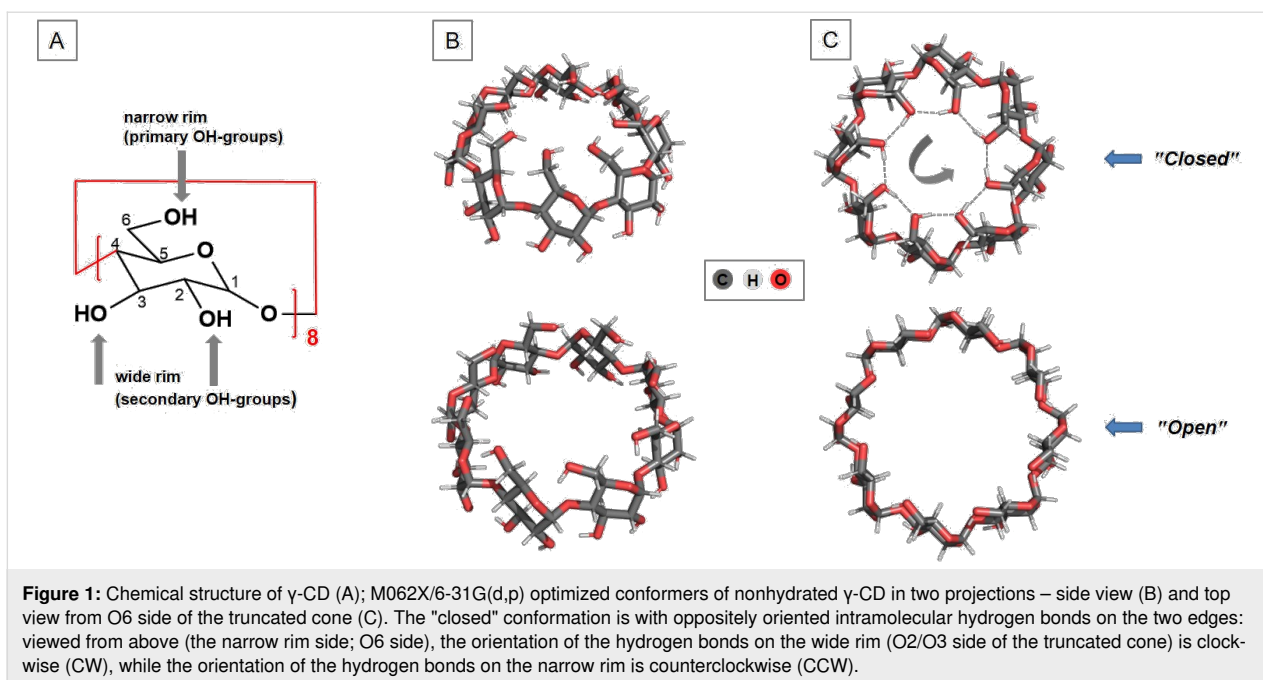 A
B
C
narrow rim
(primary OH-groups)
6
OH
4
5
O
1
HO
3
2
OH
O
8
wide rim
(secondary OH-groups)
"Closed"
C H O
"Open"
Figure 1: Chemical structure of γ-CD (A); M062X/6-31G(d,p) optimized conformers of nonhydrated γ-CD in two projections – side view (B) and top
view from O6 side of the truncated cone (C). The "closed" conformation is with oppositely oriented intramolecular hydrogen bonds on the two edges:
viewed from above (the narrow rim side; O6 side), the orientation of the hydrogen bonds on the wide rim (O2/O3 side of the truncated cone) is clock-
wise (CW), while the orientation of the hydrogen bonds on the narrow rim is counterclockwise (CCW).